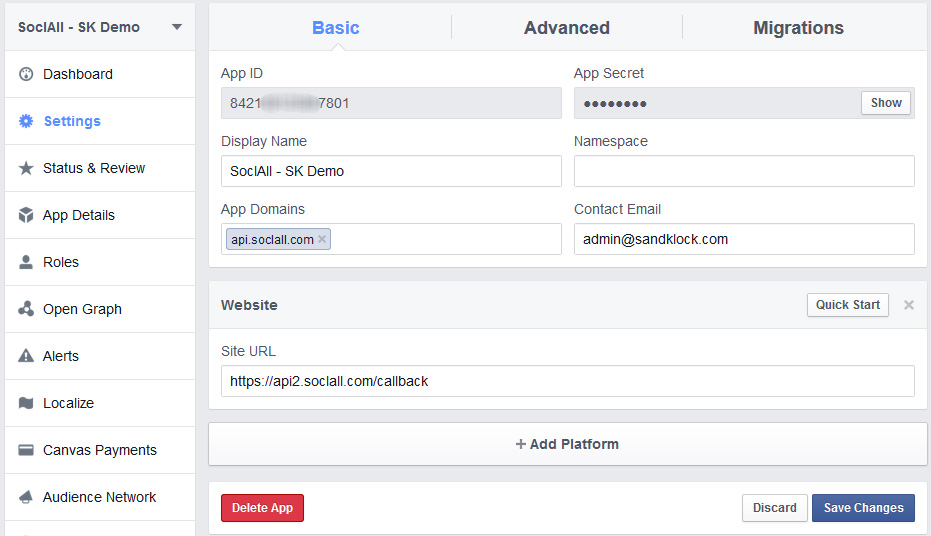 SoclAll - SK Demo
Dashboard
Settings
Status & Review
App Details
Roles
Open Graph
Alerts
Localize
Canvas Payments
Audience Network
Basic
Advanced
Migrations
App ID
App Secret
8421 7801
●●●●●●●●
Show
Display Name
Namespace
SoclAll - SK Demo
App Domains
Contact Email
api.soclall.com ×
admin@sandklock.com
Website
Quick Start
×
Site URL
https://api2.soclall.com/callback
+ Add Platform
Delete App
Discard
Save Changes